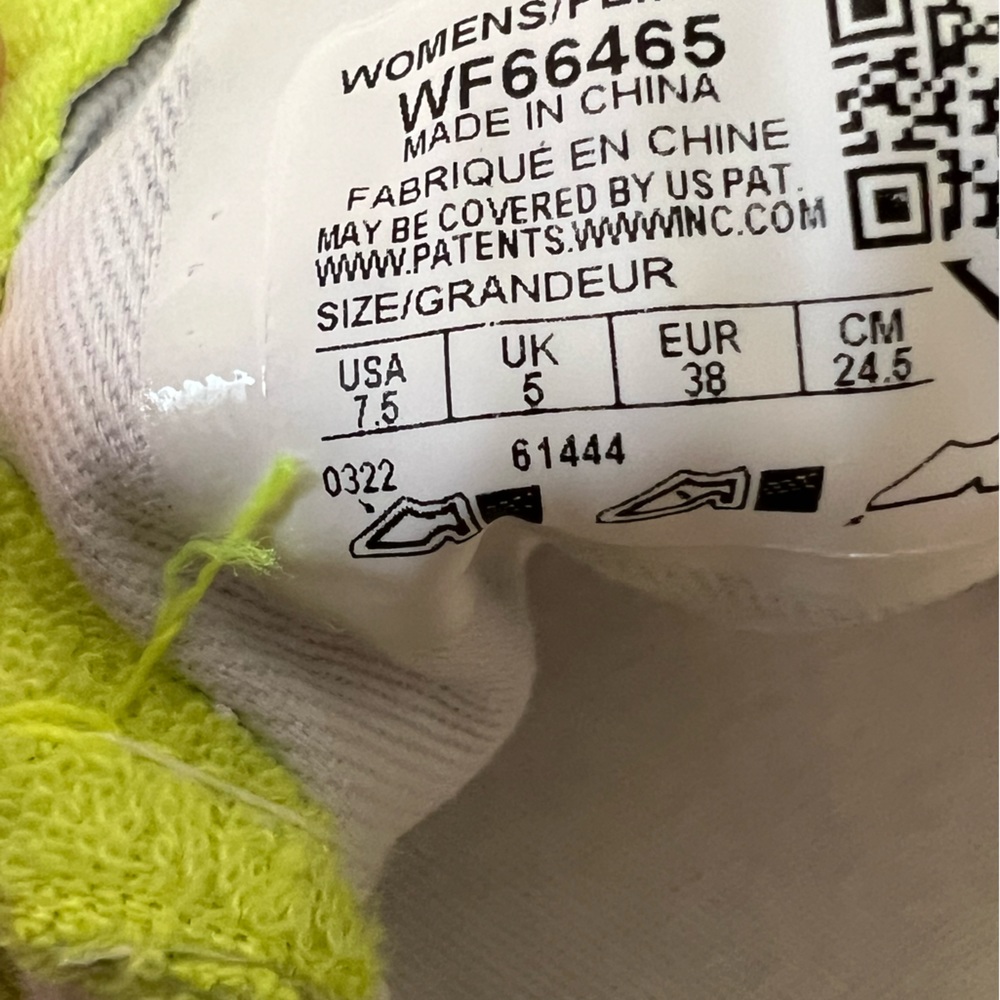 WOMENS/
WF66465
MADE IN CHINA
FABRIQUÉ EN CHINE
MAY BE COVERED BY US PAT.
WWW.PATENTS.WWWINC.COM
SIZE/GRANDEUR
USA UK EUR CM
7.5 5 38 24.5
0322 61444